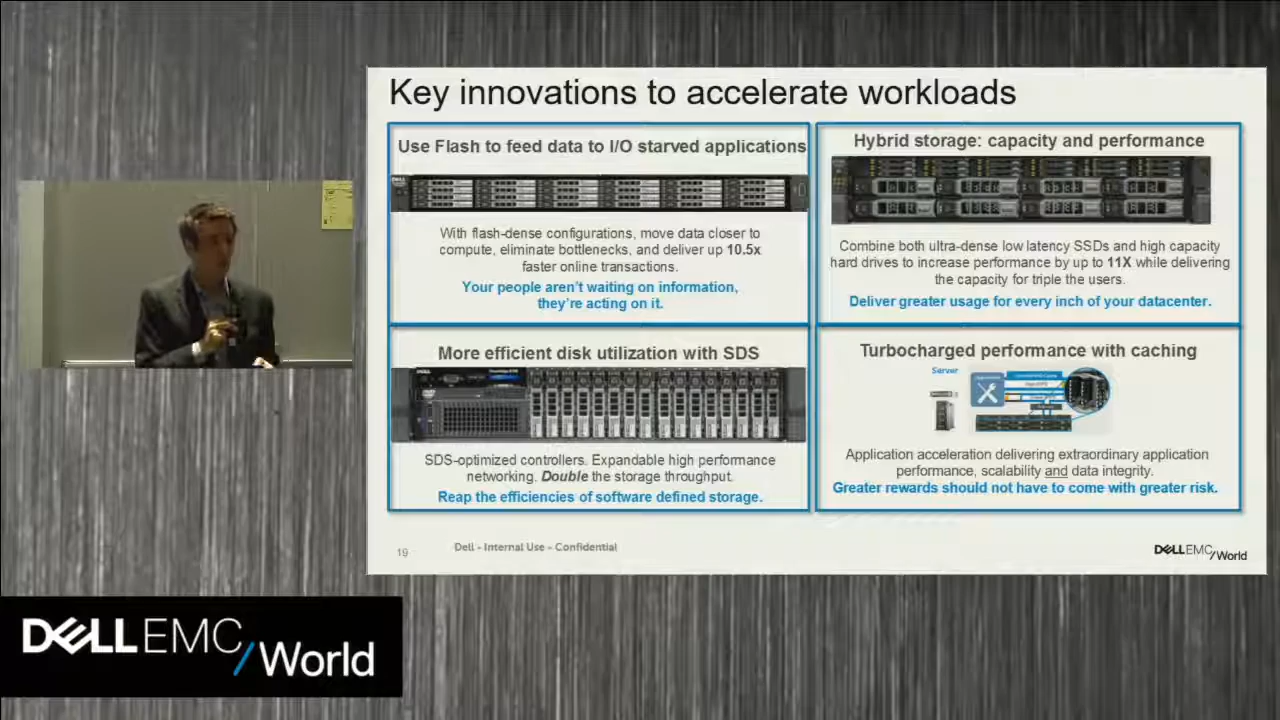 Key innovations to accelerate workloads
Use Flash to feed data to I/O starved applications
DELL
With flash-dense configurations, move data closer to
compute, eliminate bottlenecks, and deliver up 10.5x
faster online transactions.
Your people aren't waiting on information,
they're acting on it.
Hybrid storage: capacity and performance
Combine both ultra-dense low latency SSDs and high capacity
hard drives to increase performance by up to 11X while delivering
the capacity for triple the users.
Deliver greater usage for every inch of your datacenter.
More efficient disk utilization with SDS
SDS-optimized controllers. Expandable high performance
networking. Double the storage throughput.
Reap the efficiencies of software defined storage.
Turbocharged performance with caching
Server
Application acceleration delivering extraordinary application
performance, scalability and data integrity.
Greater rewards should not have to come with greater risk.
19
Dell - Internal Use - Confidential
DELLEMC
/World
DELLEMC
/World